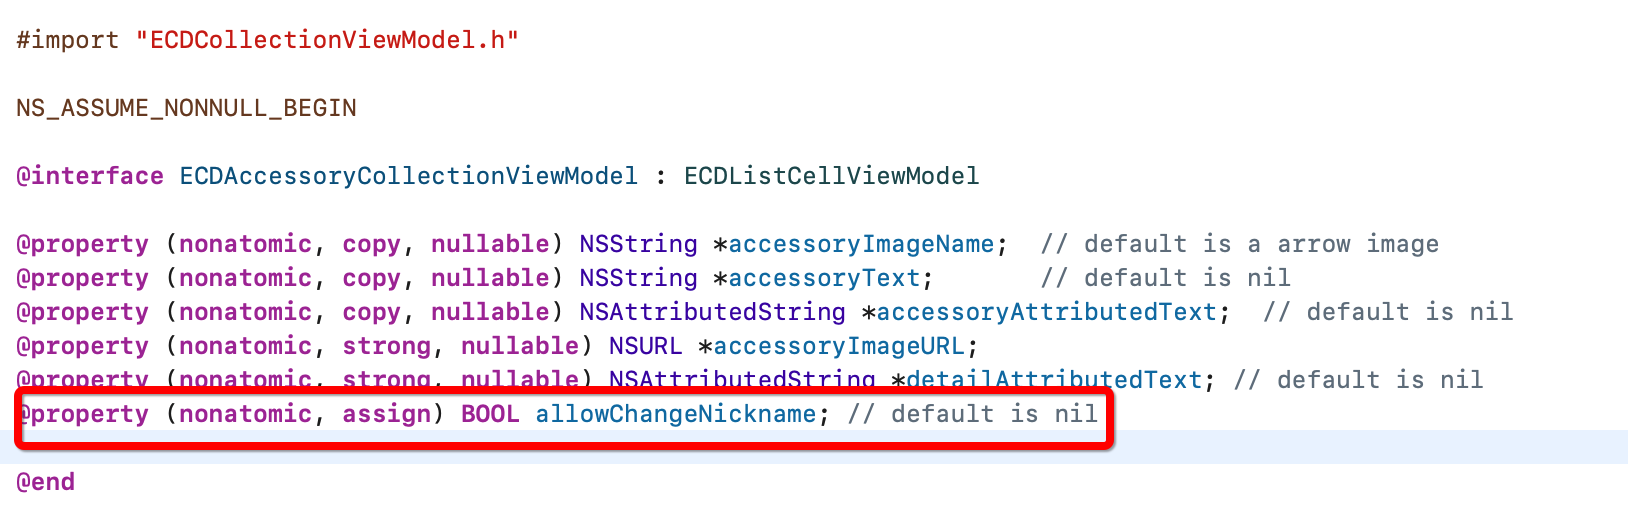 #import "ECDCollectionViewModel.h"
NS_ASSUME_NONNULL_BEGIN
@interface ECDAccessoryCollectionViewModel : ECDListCellViewModel
@property (nonatomic, copy, nullable) NSString *accessoryImageName;  // default is a arrow image
@property (nonatomic, copy, nullable) NSString *accessoryText;       // default is nil
@property (nonatomic, copy, nullable) NSAttributedString *accessoryAttributedText;  // default is nil
@property (nonatomic, strong, nullable) NSURL *accessoryImageURL;
@property (nonatomic, strong, nullable) NSAttributedString *detailAttributedText; // default is nil
@property (nonatomic, assign) BOOL allowChangeNickname; // default is nil
@end